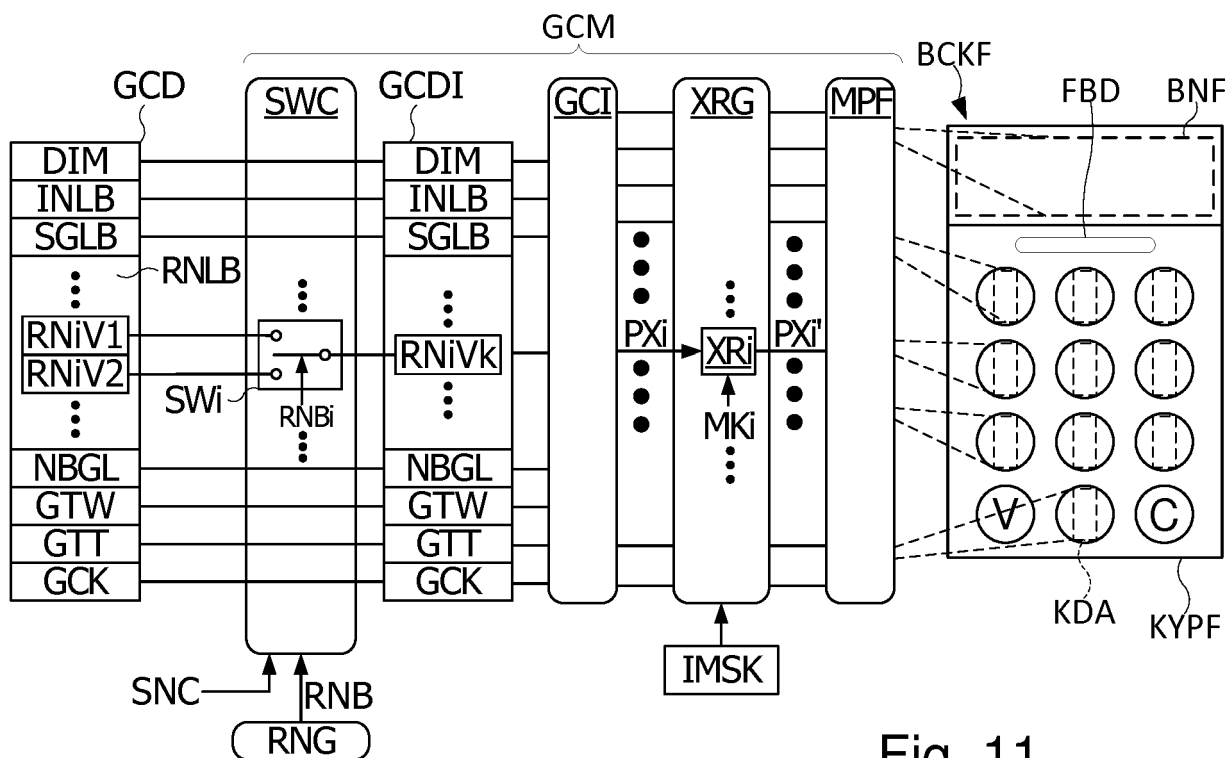 GCM
BCKF
GCD
SWC
GCDI
GCI
XRG
MPF
FBD
BNF
DIM
DIM
INLB
INLB
SGLB
SGLB
RNLB
RNiV1
RNiV2
SWi
RNBi
RNiVk
PXi
XRi
PXi'
MKi
NBGL
NBGL
GTW
GTW
GTT
GTT
GCK
GCK
V
C
KDA
KYPF
IMSK
SNC
RNB
RNG
Fig. 11